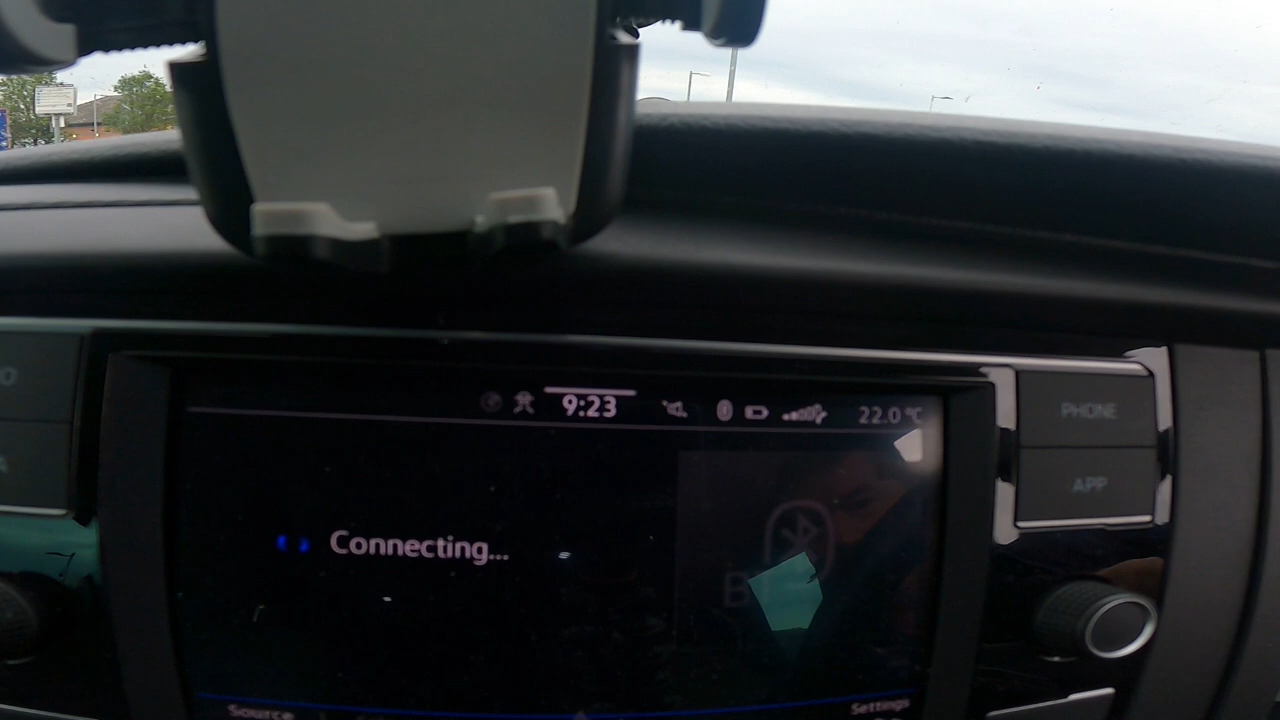 9:23
22.0 °C
PHONE
APP
Connecting...
Source
Settings